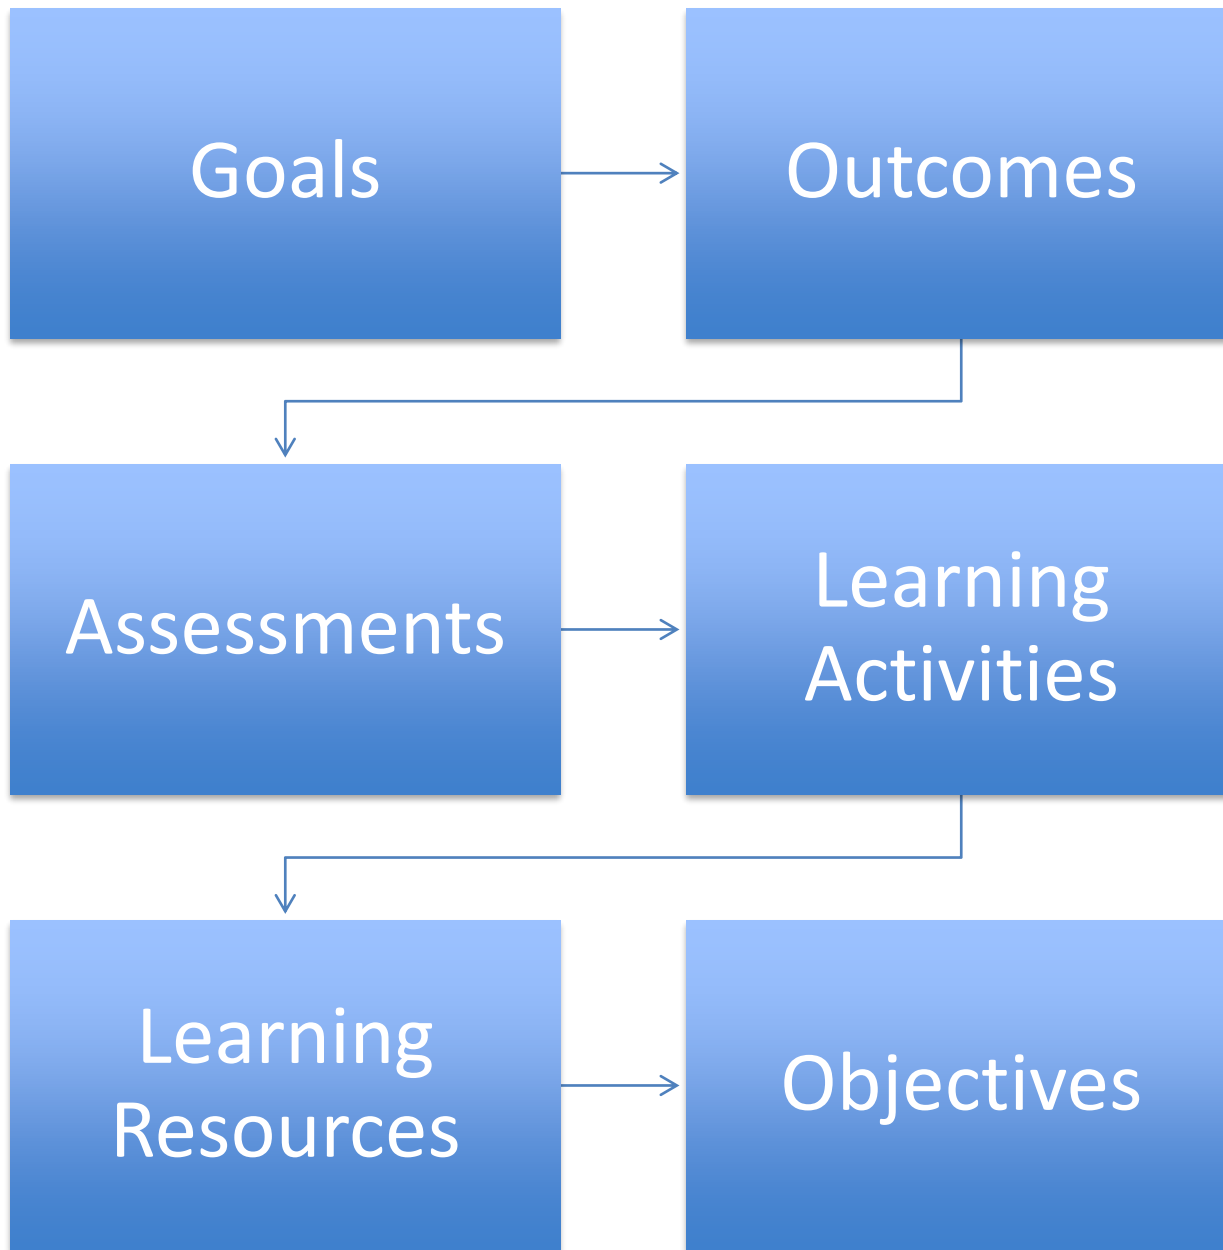 Goals
Outcomes
Assessments
Learning
Activities
Learning
Resources
Objectives